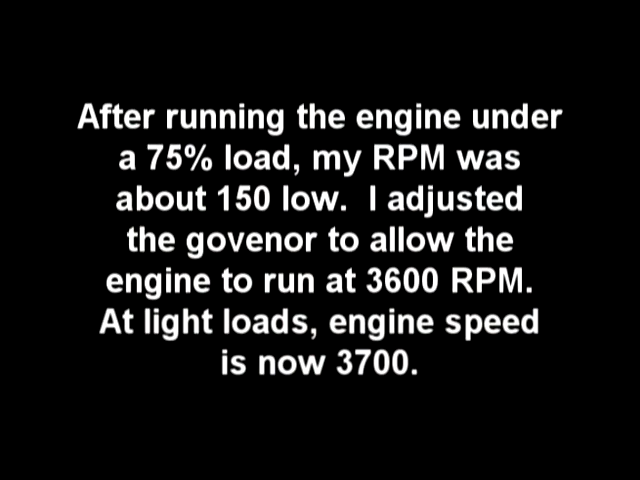 After running the engine under
a 75% load, my RPM was
about 150 low.  I adjusted
the govenor to allow the
engine to run at 3600 RPM.
At light loads, engine speed
is now 3700.